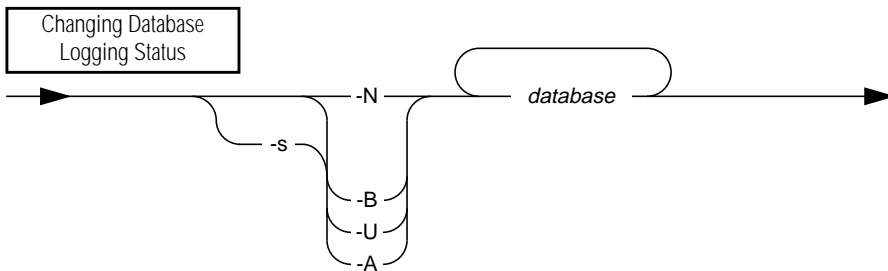 Changing Database
Logging Status
-N
database
-s
-B
-U
-A